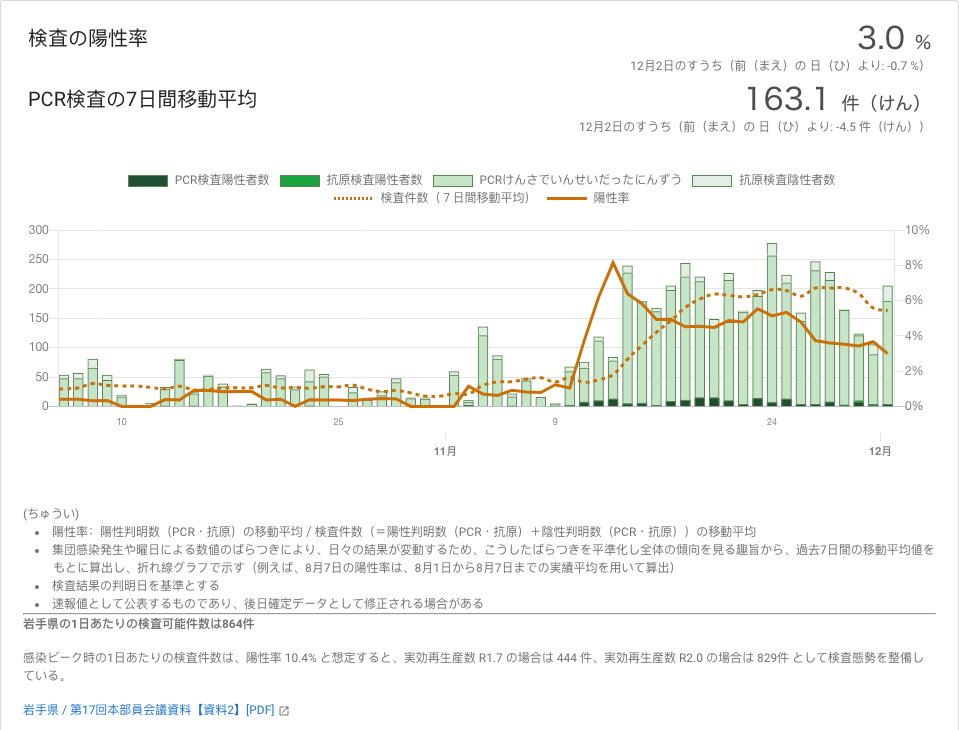 検査の陽性率
3.0 %
12月2日のすうち（前（まえ）の 日（ひ）より: -0.7 %）
PCR検査の7日間移動平均
163.1 件（けん）
12月2日のすうち（前（まえ）の 日（ひ）より: -4.5 件（けん））
PCR検査陽性者数 抗原検査陽性者数 PCRけんさでいんせいだったにんずう 抗原検査陰性者数
検査件数（７日間移動平均） 陽性率
300 10%
250 8%
200 6%
150 4%
100 2%
50 0%
0
10 25 9 24
11月 12月
(ちゅうい)
• 陽性率：陽性判明数（PCR・抗原）の移動平均 / 検査件数（＝陽性判明数（PCR・抗原）＋陰性判明数（PCR・抗原））の移動平均
• 集団感染発生や曜日による数値のばらつきにより、日々の結果が変動するため、こうしたばらつきを平準化し全体の傾向を見る趣旨から、過去7日間の移動平均値を
もとに算出し、折れ線グラフで示す（例えば、8月7日の陽性率は、8月1日から8月7日までの実績平均を用いて算出）
• 検査結果の判明日を基準とする
• 速報値として公表するものであり、後日確定データとして修正される場合がある
岩手県の1日あたりの検査可能件数は864件
感染ピーク時の1日あたりの検査件数は、陽性率 10.4% と想定すると、実効再生産数 R1.7 の場合は 444 件、実効再生産数 R2.0 の場合は 829件 として検査態勢を整備し
ている。
岩手県 / 第17回本部員会議資料【資料2】[PDF]